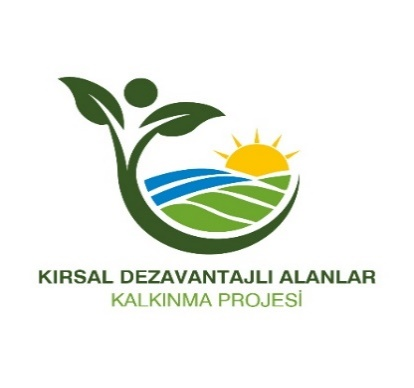 KIRSAL DEZAVANTAJLI ALANLAR
KALKINMA PROJESİ